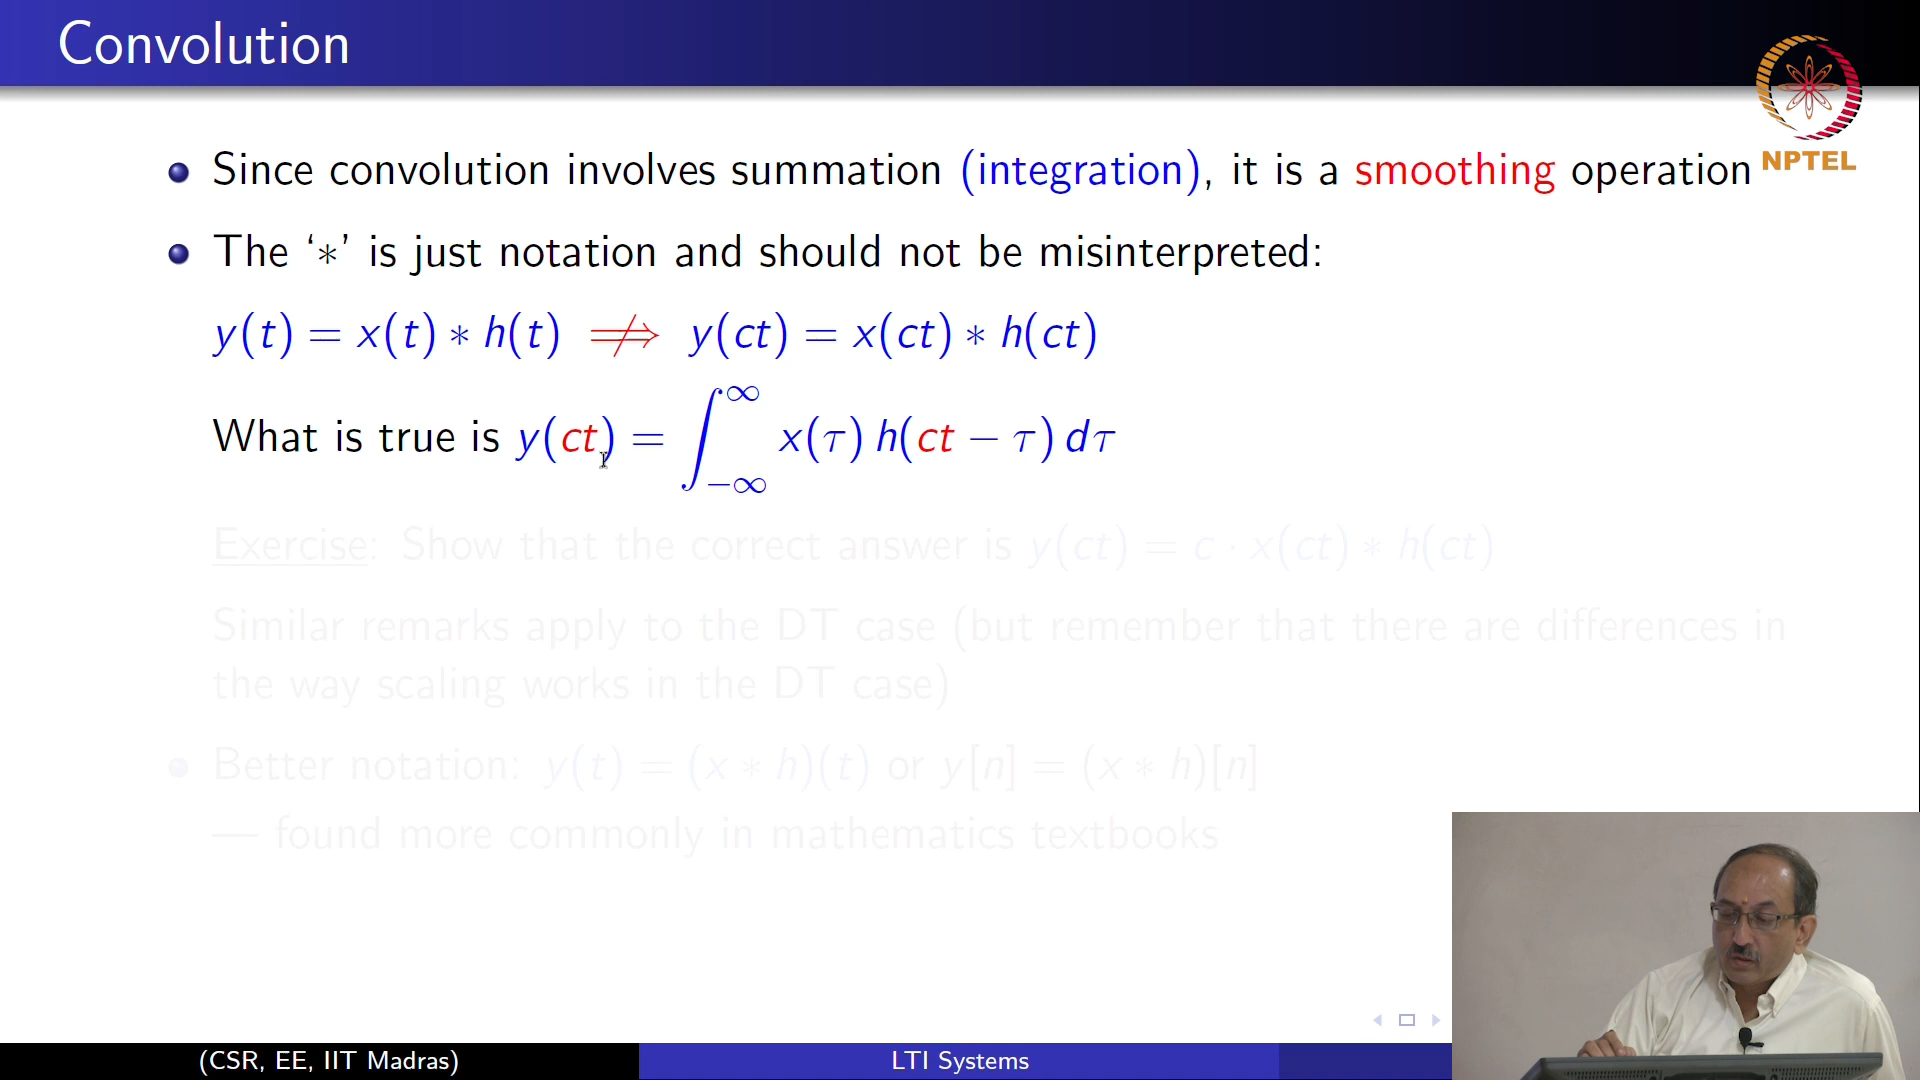 Convolution
NPTEL
Since convolution involves summation (integration), it is a smoothing operation
The ‘∗’ is just notation and should not be misinterpreted:
y(t) = x(t) ∗ h(t) ⇏ y(ct) = x(ct) ∗ h(ct)
What is true is y(ct) = ∫_{−∞}^{∞} x(τ) h(ct − τ) dτ
Exercise: Show that the correct answer is y(ct) = c · x(ct) ∗ h(ct)
Similar remarks apply to the DT case (but remember that there are differences in
the way scaling works in the DT case)
Better notation: y(t) = (x ∗ h)(t) or y[n] = (x ∗ h)[n]
— found more commonly in mathematics textbooks
(CSR, EE, IIT Madras)
LTI Systems